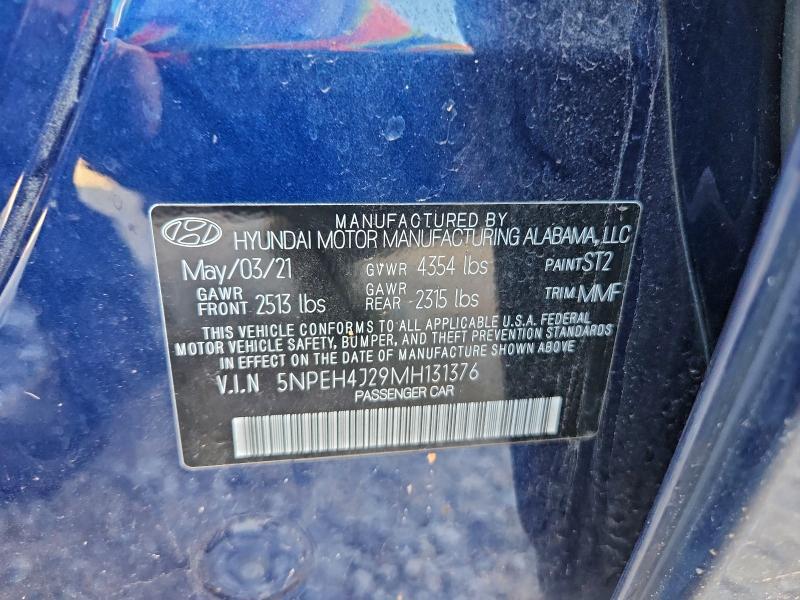 MANUFACTURED BY
HYUNDAI MOTOR MANUFACTURING ALABAMA, LLC
May/03/21 GVWR 4354 lbs PAINT ST2
GAWR FRONT 2513 lbs GAWR REAR 2315 lbs TRIM MMF
THIS VEHICLE CONFORMS TO ALL APPLICABLE U.S.A. FEDERAL
MOTOR VEHICLE SAFETY, BUMPER, AND THEFT PREVENTION STANDARDS
IN EFFECT ON THE DATE OF MANUFACTURE SHOWN ABOVE
V.I.N 5NPEH4J29MH131376
PASSENGER CAR